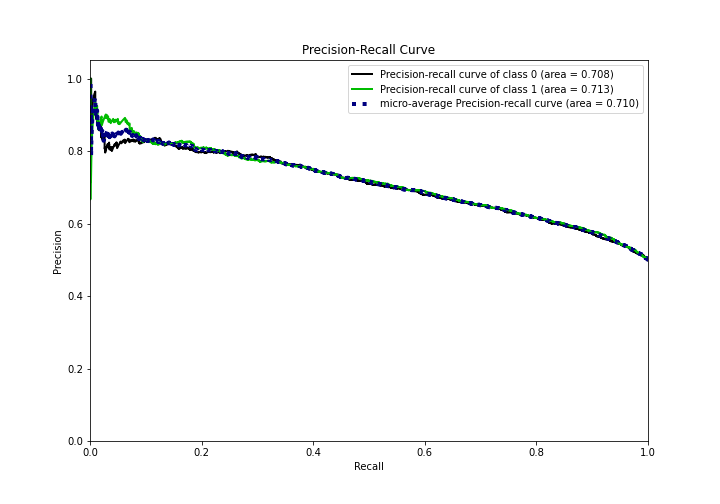 Precision-Recall Curve
Precision-recall curve of class 0 (area = 0.708)
Precision-recall curve of class 1 (area = 0.713)
micro-average Precision-recall curve (area = 0.710)
1.0
0.8
0.6
0.4
0.2
0.0
Precision
0.0 0.2 0.4 0.6 0.8 1.0
Recall